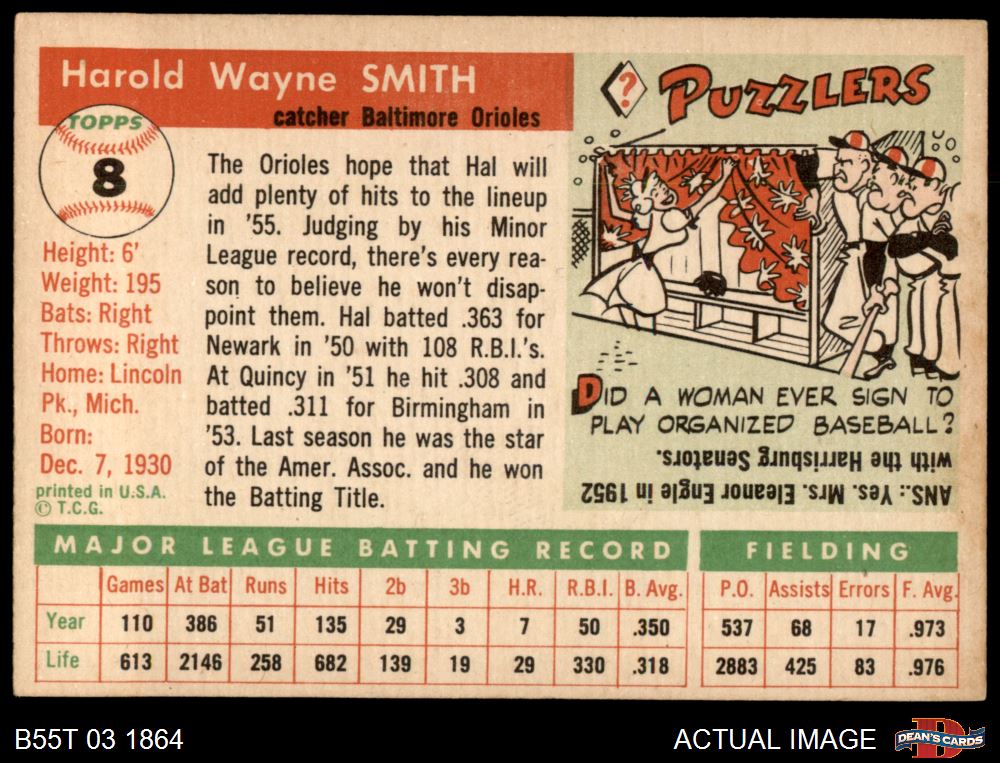 Harold Wayne SMITH
catcher Baltimore Orioles
TOPPS
8
Height: 6'
Weight: 195
Bats: Right
Throws: Right
Home: Lincoln
Pk., Mich.
Born:
Dec. 7, 1930
printed in U.S.A.
© T.C.G.
The Orioles hope that Hal will
add plenty of hits to the lineup
in '55. Judging by his Minor
League record, there's every rea-
son to believe he won't disap-
point them. Hal batted .363 for
Newark in '50 with 108 R.B.I.'s.
At Quincy in '51 he hit .308 and
batted .311 for Birmingham in
'53. Last season he was the star
of the Amer. Assoc. and he won
the Batting Title.
?
PUZZLERS
DID A WOMAN EVER SIGN TO
PLAY ORGANIZED BASEBALL?
ANS.: Yes. Mrs. Eleanor Engle in 1952
with the Harrisburg Senators.
MAJOR LEAGUE BATTING RECORD FIELDING
Games At Bat Runs Hits 2b 3b H.R. R.B.I. B. Avg. P.O. Assists Errors F. Avg.
Year 110 386 51 135 29 3 7 50 .350 537 68 17 .973
Life 613 2146 258 682 139 19 29 330 .318 2883 425 83 .976
B55T 03 1864 ACTUAL IMAGE DEAN'S CARDS